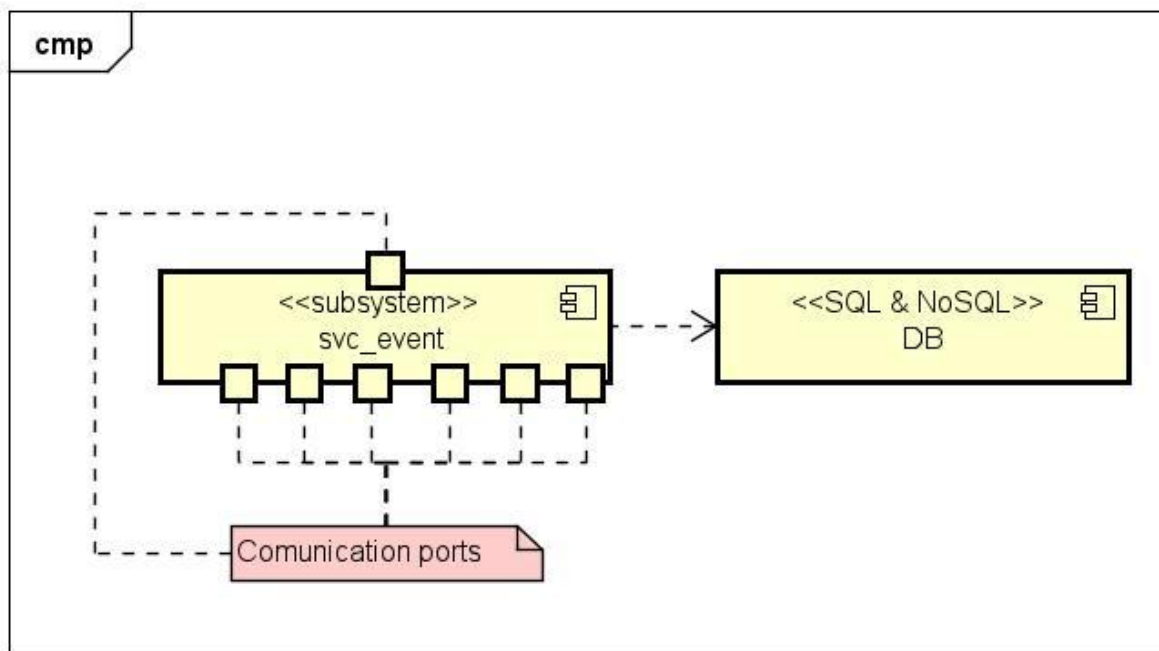 cmp
<<subsystem>>
svc_event
<<SQL & NoSQL>>
DB
Comunication ports